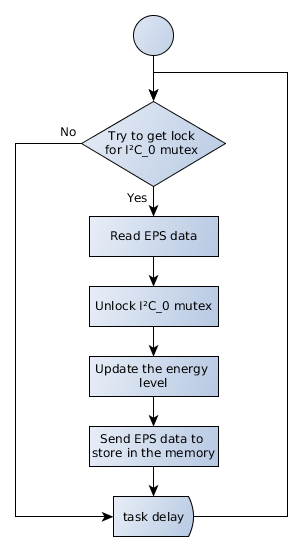 Try to get lock
for I²C_0 mutex
No
Yes
Read EPS data
Unlock I²C_0 mutex
Update the energy
level
Send EPS data to
store in the memory
task delay